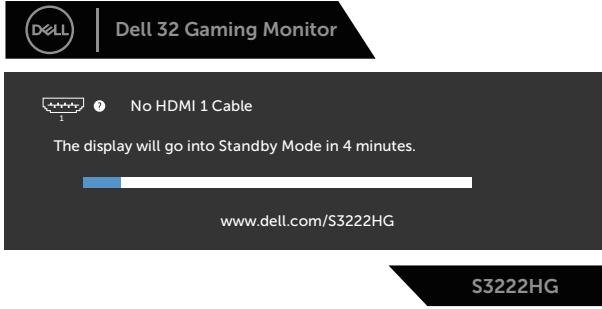 DELL
Dell 32 Gaming Monitor
? No HDMI 1 Cable
1
The display will go into Standby Mode in 4 minutes.
www.dell.com/S3222HG
S3222HG